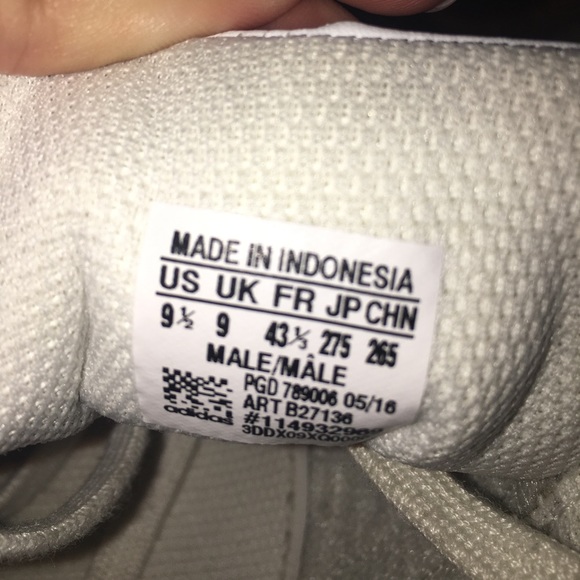 MADE IN INDONESIA
US UK FR JP CHN
9½ 9 43⅓ 275 265
MALE/MÂLE
PGD 789006 05/16
ART B27136
adidas